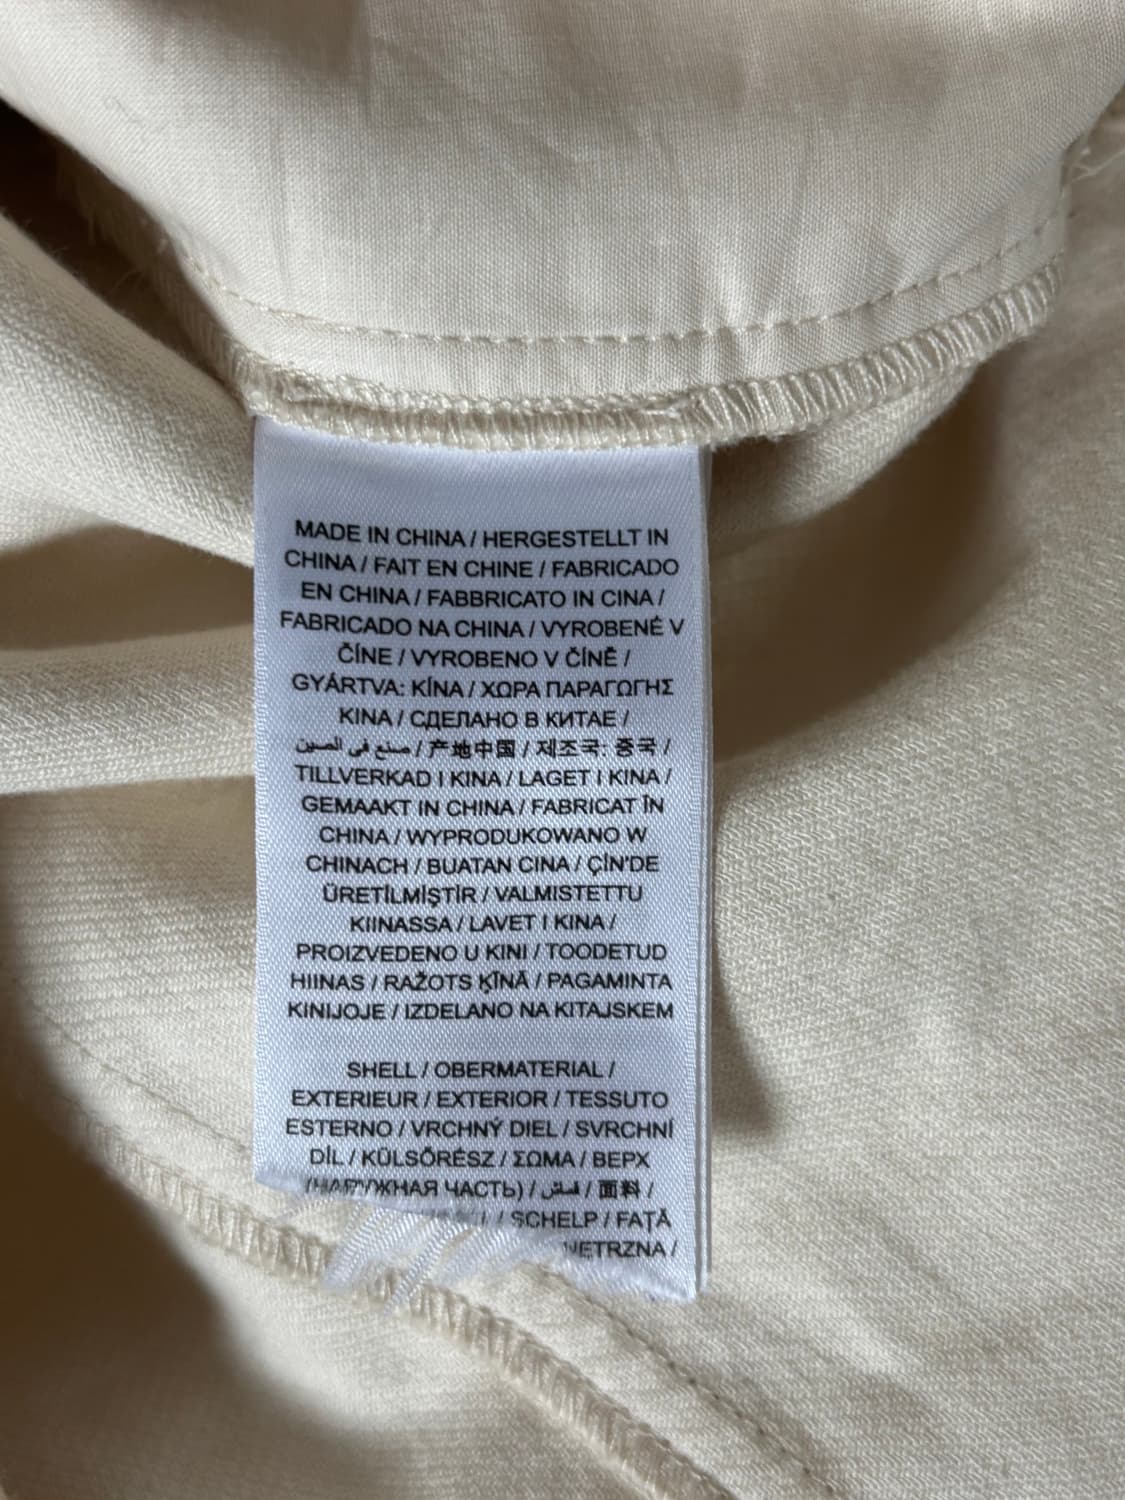 MADE IN CHINA / HERGESTELLT IN
CHINA / FAIT EN CHINE / FABRICADO
EN CHINA / FABBRICATO IN CINA /
FABRICADO NA CHINA / VYROBENÉ V
ČÍNE / VYROBENO V ČÍNĚ /
GYÁRTVA: KÍNA / ΧΩΡΑ ΠΑΡΑΓΩΓΗΣ
ΚΙΝΑ / СДЕЛАНО В КИТАЕ /
صنع في الصين / 产地中国 / 제조국: 중국 /
TILLVERKAD I KINA / LAGET I KINA /
GEMAAKT IN CHINA / FABRICAT ÎN
CHINA / WYPRODUKOWANO W
CHINACH / BUATAN CINA / ÇİN'DE
ÜRETİLMİŞTİR / VALMISTETTU
KIINASSA / LAVET I KINA /
PROIZVEDENO U KINI / TOODETUD
HIINAS / RAŽOTS ĶĪNĀ / PAGAMINTA
KINIJOJE / IZDELANO NA KITAJSKEM
SHELL / OBERMATERIAL /
EXTERIEUR / EXTERIOR / TESSUTO
ESTERNO / VRCHNÝ DIEL / SVRCHNÍ
DÍL / KÜLSŐRÉSZ / ΣΩΜΑ / ВЕРХ
(НАРУЖНАЯ ЧАСТЬ) / قماش / 面料 /
/ SCHELP / FAȚĂ